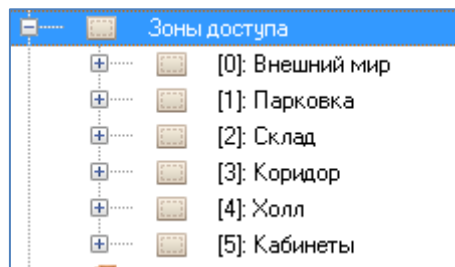 Зоны доступа
[0]: Внешний мир
[1]: Парковка
[2]: Склад
[3]: Коридор
[4]: Холл
[5]: Кабинеты